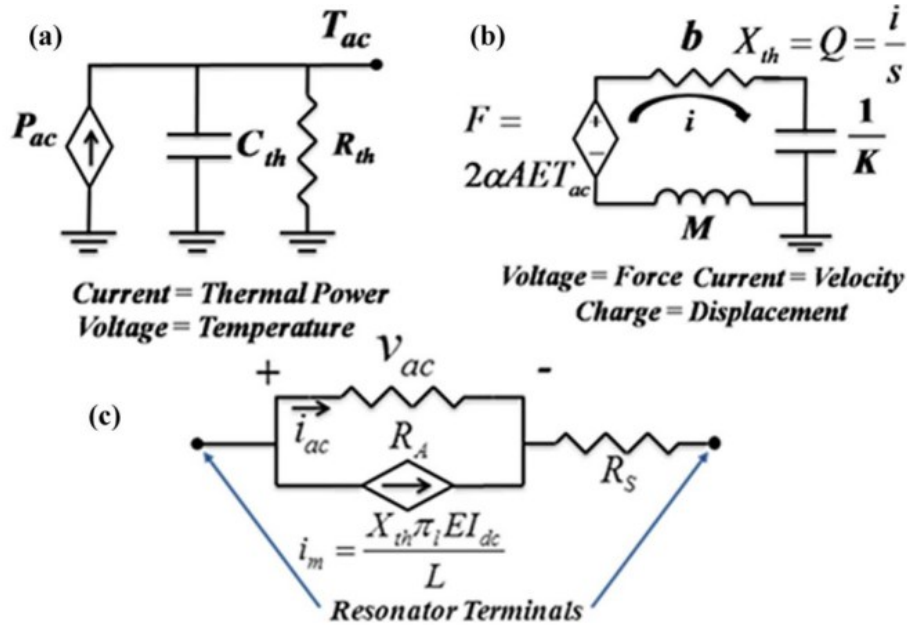 (a)
T_ac
P_ac
C_th
R_th
Current = Thermal Power
Voltage = Temperature
(b)
b
X_th = Q = i/s
F =
2αAET_ac
+
−
i
1/K
M
Voltage = Force Current = Velocity
Charge = Displacement
(c)
+
v_ac
-
i_ac
R_A
R_S
i_m = X_th π_l EI_dc / L
Resonator Terminals